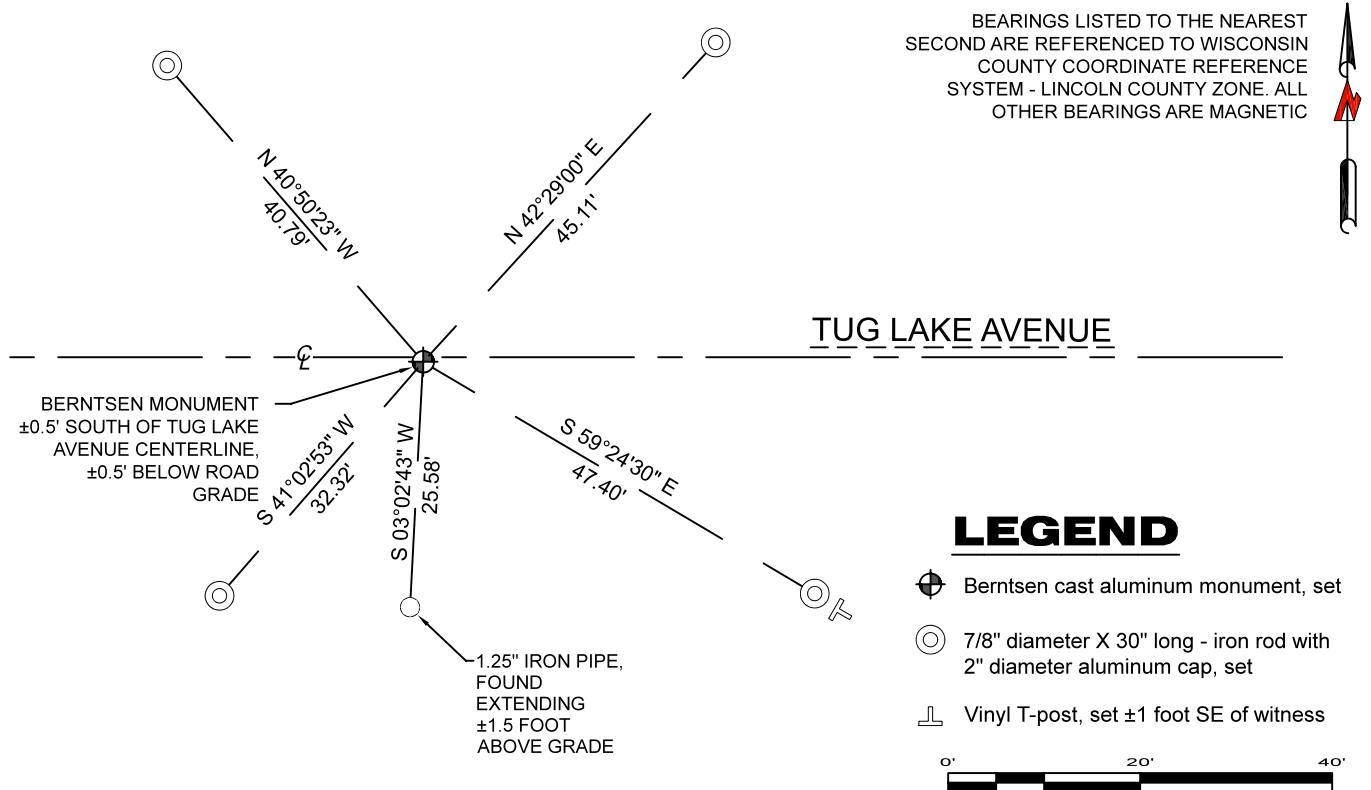 BEARINGS LISTED TO THE NEAREST
SECOND ARE REFERENCED TO WISCONSIN
COUNTY COORDINATE REFERENCE
SYSTEM - LINCOLN COUNTY ZONE. ALL
OTHER BEARINGS ARE MAGNETIC
N
N 40°50'23" W
40.79'
N 42°29'00" E
45.11'
TUG LAKE AVENUE
℄
BERNTSEN MONUMENT
±0.5' SOUTH OF TUG LAKE
AVENUE CENTERLINE,
±0.5' BELOW ROAD
GRADE
S 41°02'53" W
32.32'
S 03°02'43" W
25.58'
S 59°24'30" E
47.40'
1.25" IRON PIPE,
FOUND
EXTENDING
±1.5 FOOT
ABOVE GRADE
LEGEND
Berntsen cast aluminum monument, set
7/8" diameter X 30" long - iron rod with
2" diameter aluminum cap, set
Vinyl T-post, set ±1 foot SE of witness
0' 20' 40'